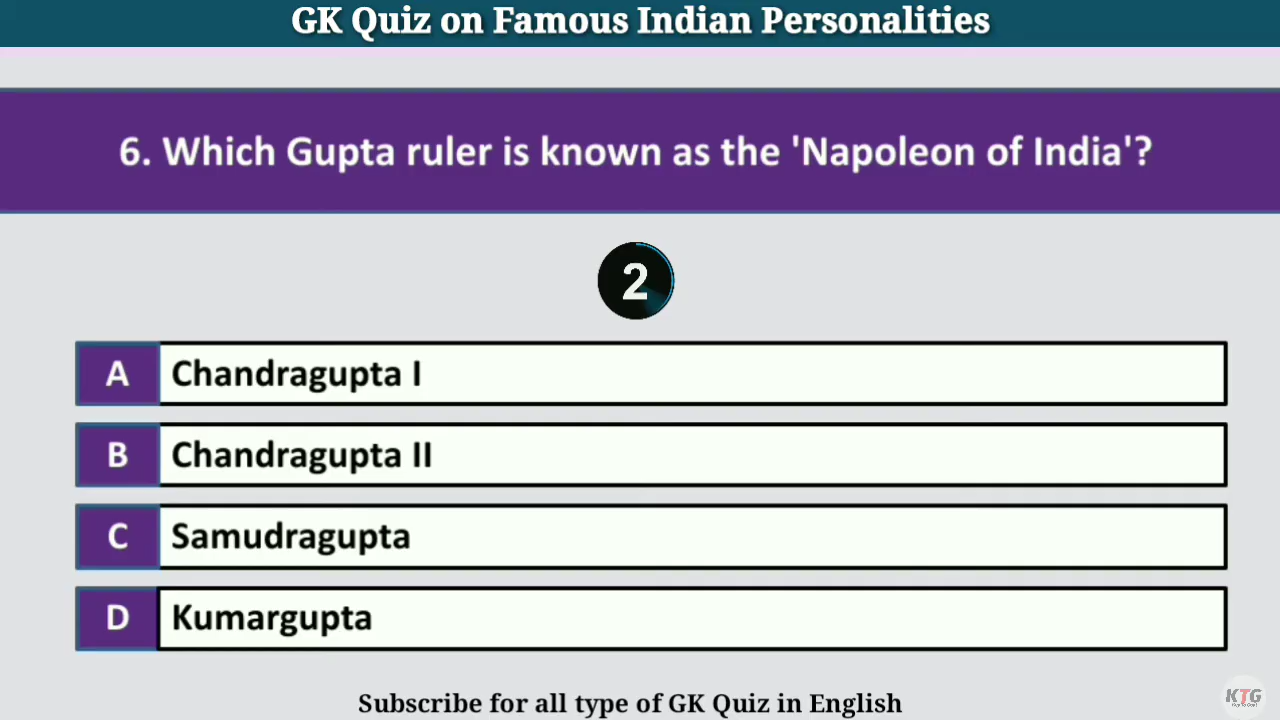 GK Quiz on Famous Indian Personalities
6. Which Gupta ruler is known as the 'Napoleon of India'?
2
A Chandragupta I
B Chandragupta II
C Samudragupta
D Kumargupta
Subscribe for all type of GK Quiz in English
KTG